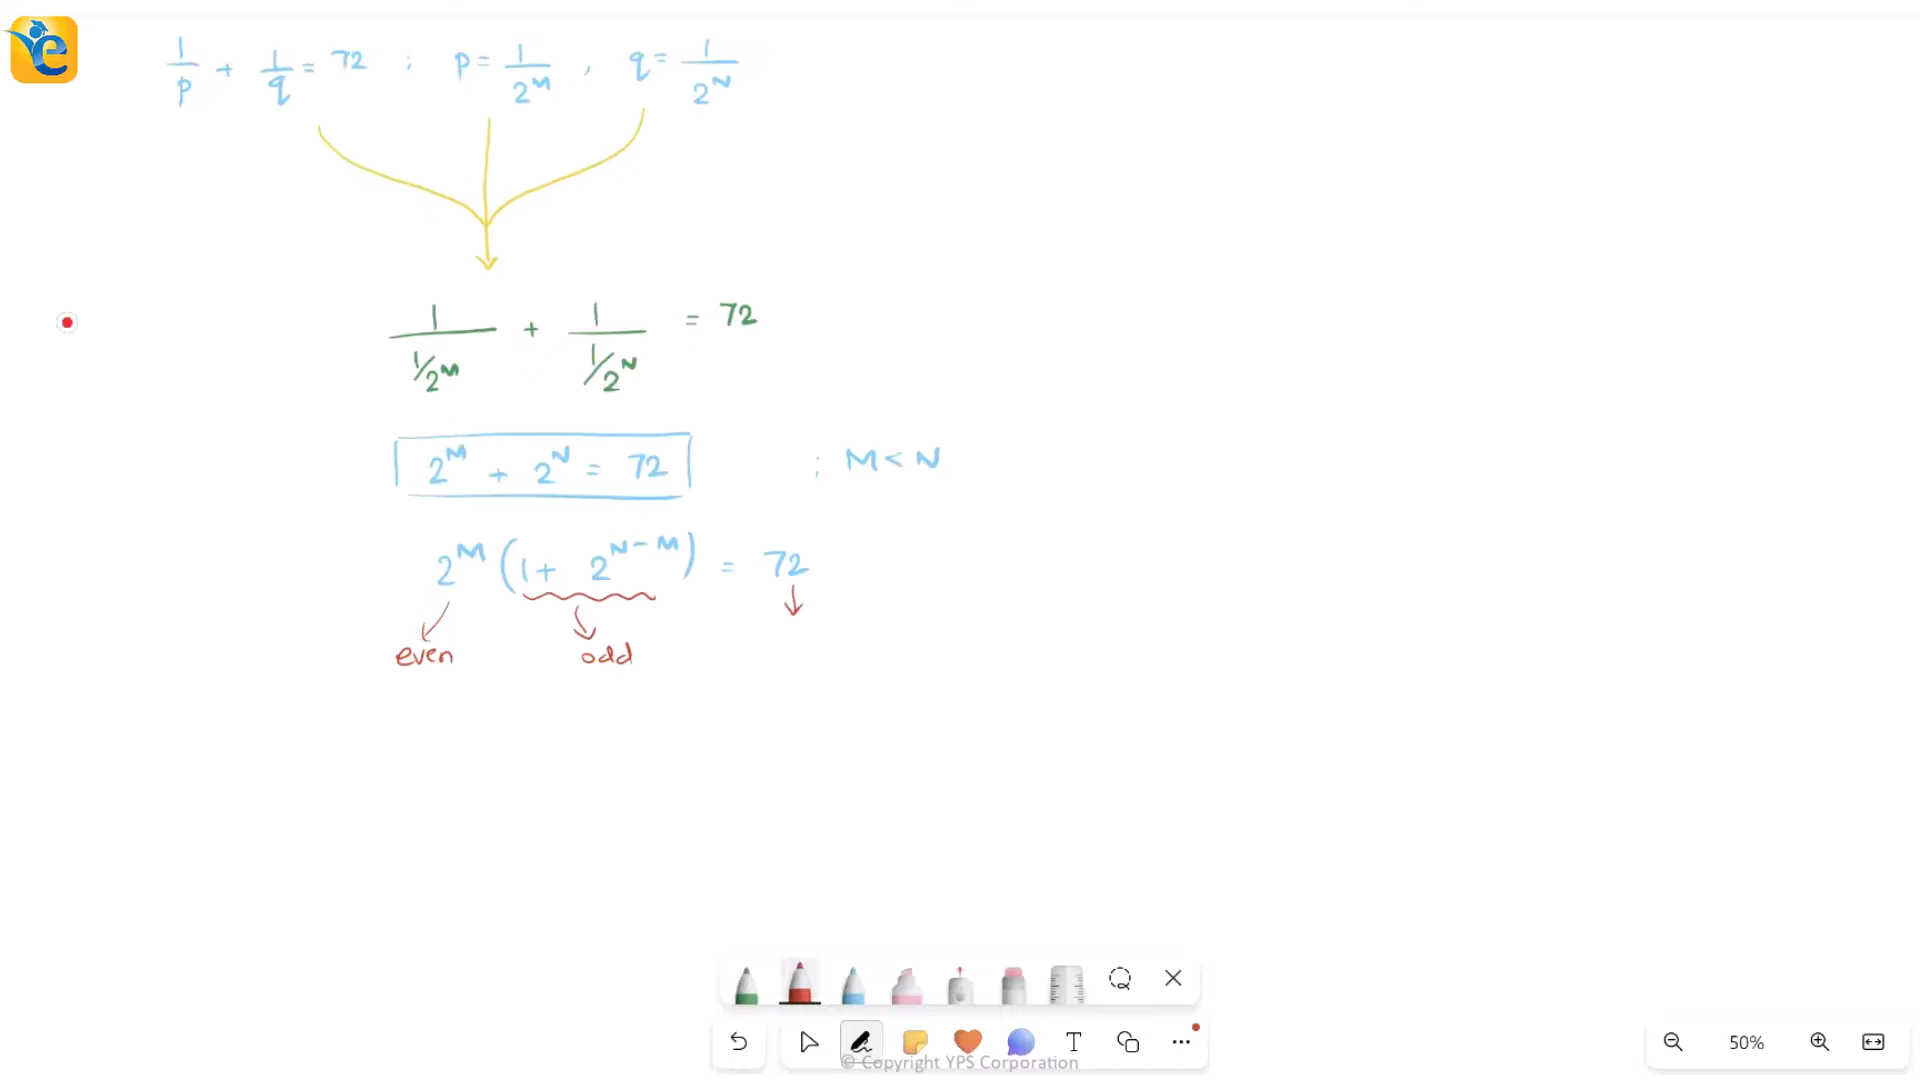 1/p + 1/q = 72 ; p = 1/2^M , q = 1/2^N
1/(1/2^M) + 1/(1/2^N) = 72
2^M + 2^N = 72 ; M < N
2^M (1 + 2^(N-M)) = 72
even odd
T
50%
© Copyright YPS Corporation